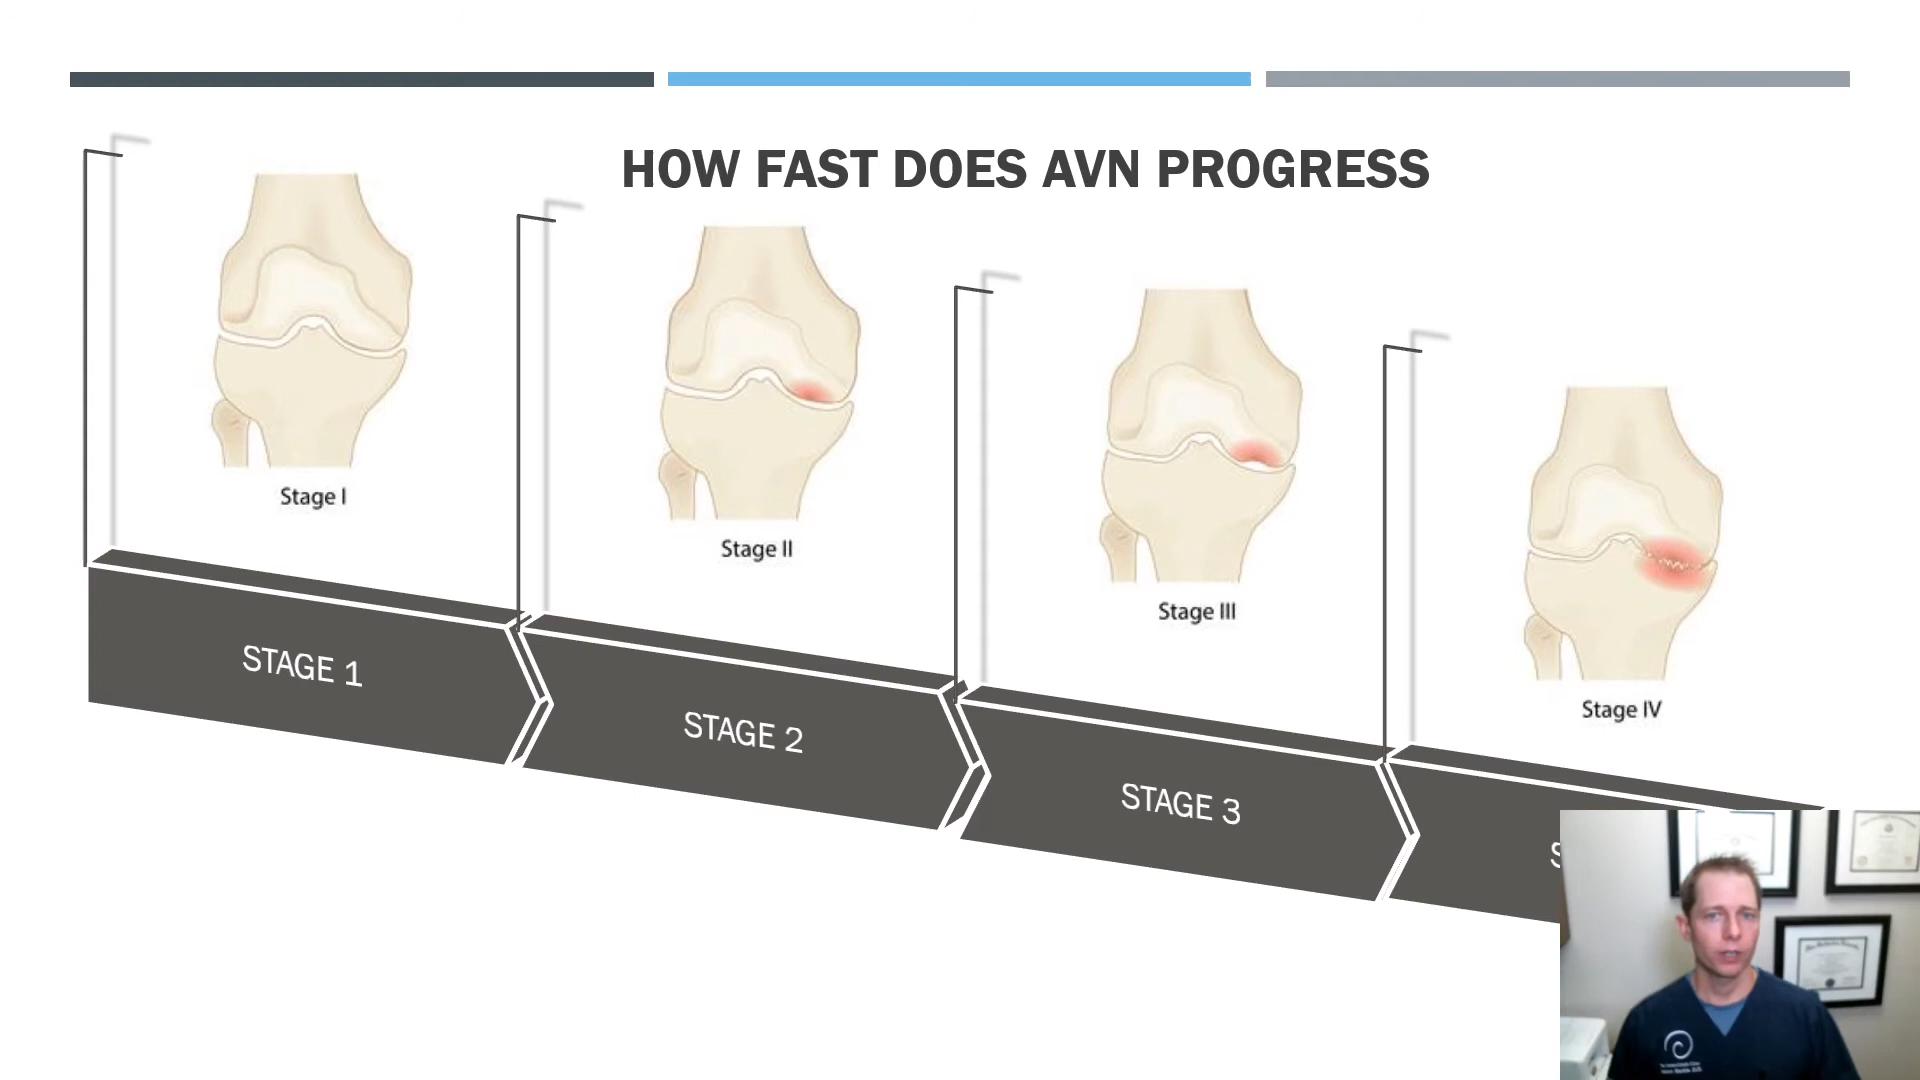 HOW FAST DOES AVN PROGRESS
Stage I
Stage II
Stage III
Stage IV
STAGE 1
STAGE 2
STAGE 3
S